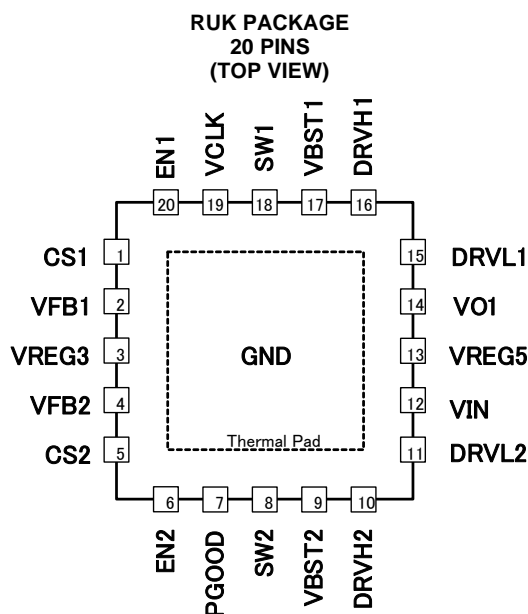 RUK PACKAGE
20 PINS
(TOP VIEW)
EN1
VCLK
SW1
VBST1
DRVH1
20
19
18
17
16
CS1
1
15
DRVL1
VFB1
2
14
VO1
VREG3
3
GND
13
VREG5
VFB2
4
12
VIN
CS2
5
Thermal Pad
11
DRVL2
6
7
8
9
10
EN2
PGOOD
SW2
VBST2
DRVH2